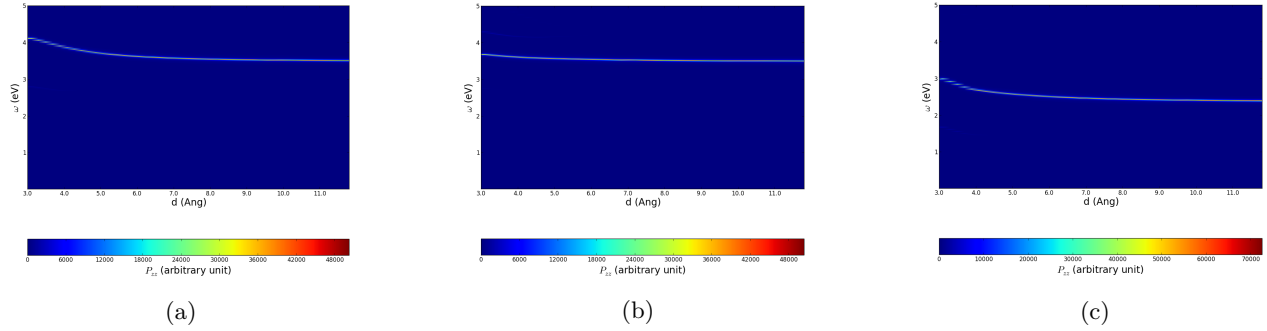 5
4
3
2
1
ω (eV)
3.0 4.0 5.0 6.0 7.0 8.0 9.0 10.0 11.0
d (Ang)
0 6000 12000 18000 24000 30000 36000 42000 48000
P_zz (arbitrary unit)
(a)
5
4
3
2
1
ω (eV)
3.0 4.0 5.0 6.0 7.0 8.0 9.0 10.0 11.0
d (Ang)
0 6000 12000 18000 24000 30000 36000 42000 48000
P_zz (arbitrary unit)
(b)
5
4
3
2
1
ω (eV)
3.0 4.0 5.0 6.0 7.0 8.0 9.0 10.0 11.0
d (Ang)
0 10000 20000 30000 40000 50000 60000 70000
P_zz (arbitrary unit)
(c)